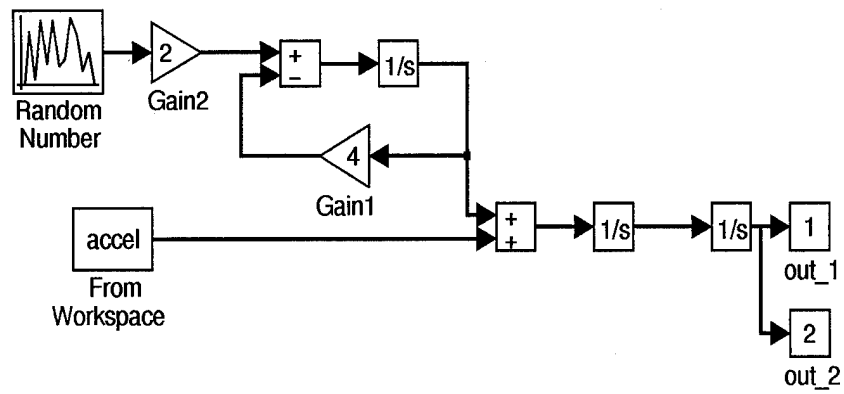 2
+
−
1/s
Random
Number
Gain2
4
Gain1
accel
+
+
1/s
1/s
1
From
Workspace
out_1
2
out_2